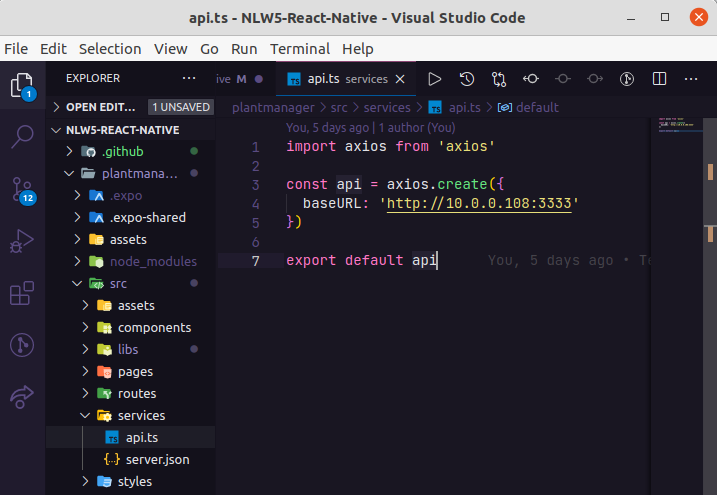 api.ts - NLW5-React-Native - Visual Studio Code
File Edit Selection View Go Run Terminal Help
EXPLORER
ive M
api.ts services
OPEN EDIT... 1 UNSAVED
plantmanager > src > services > api.ts > default
NLW5-REACT-NATIVE
You, 5 days ago | 1 author (You)
.github
1 import axios from 'axios'
plantmana...
2
.expo
3 const api = axios.create({
.expo-shared
4 baseURL: 'http://10.0.0.108:3333'
assets
5 })
node_modules
6
7 export default api You, 5 days ago •
src
assets
components
libs
pages
routes
services
api.ts
server.json
styles
1
12